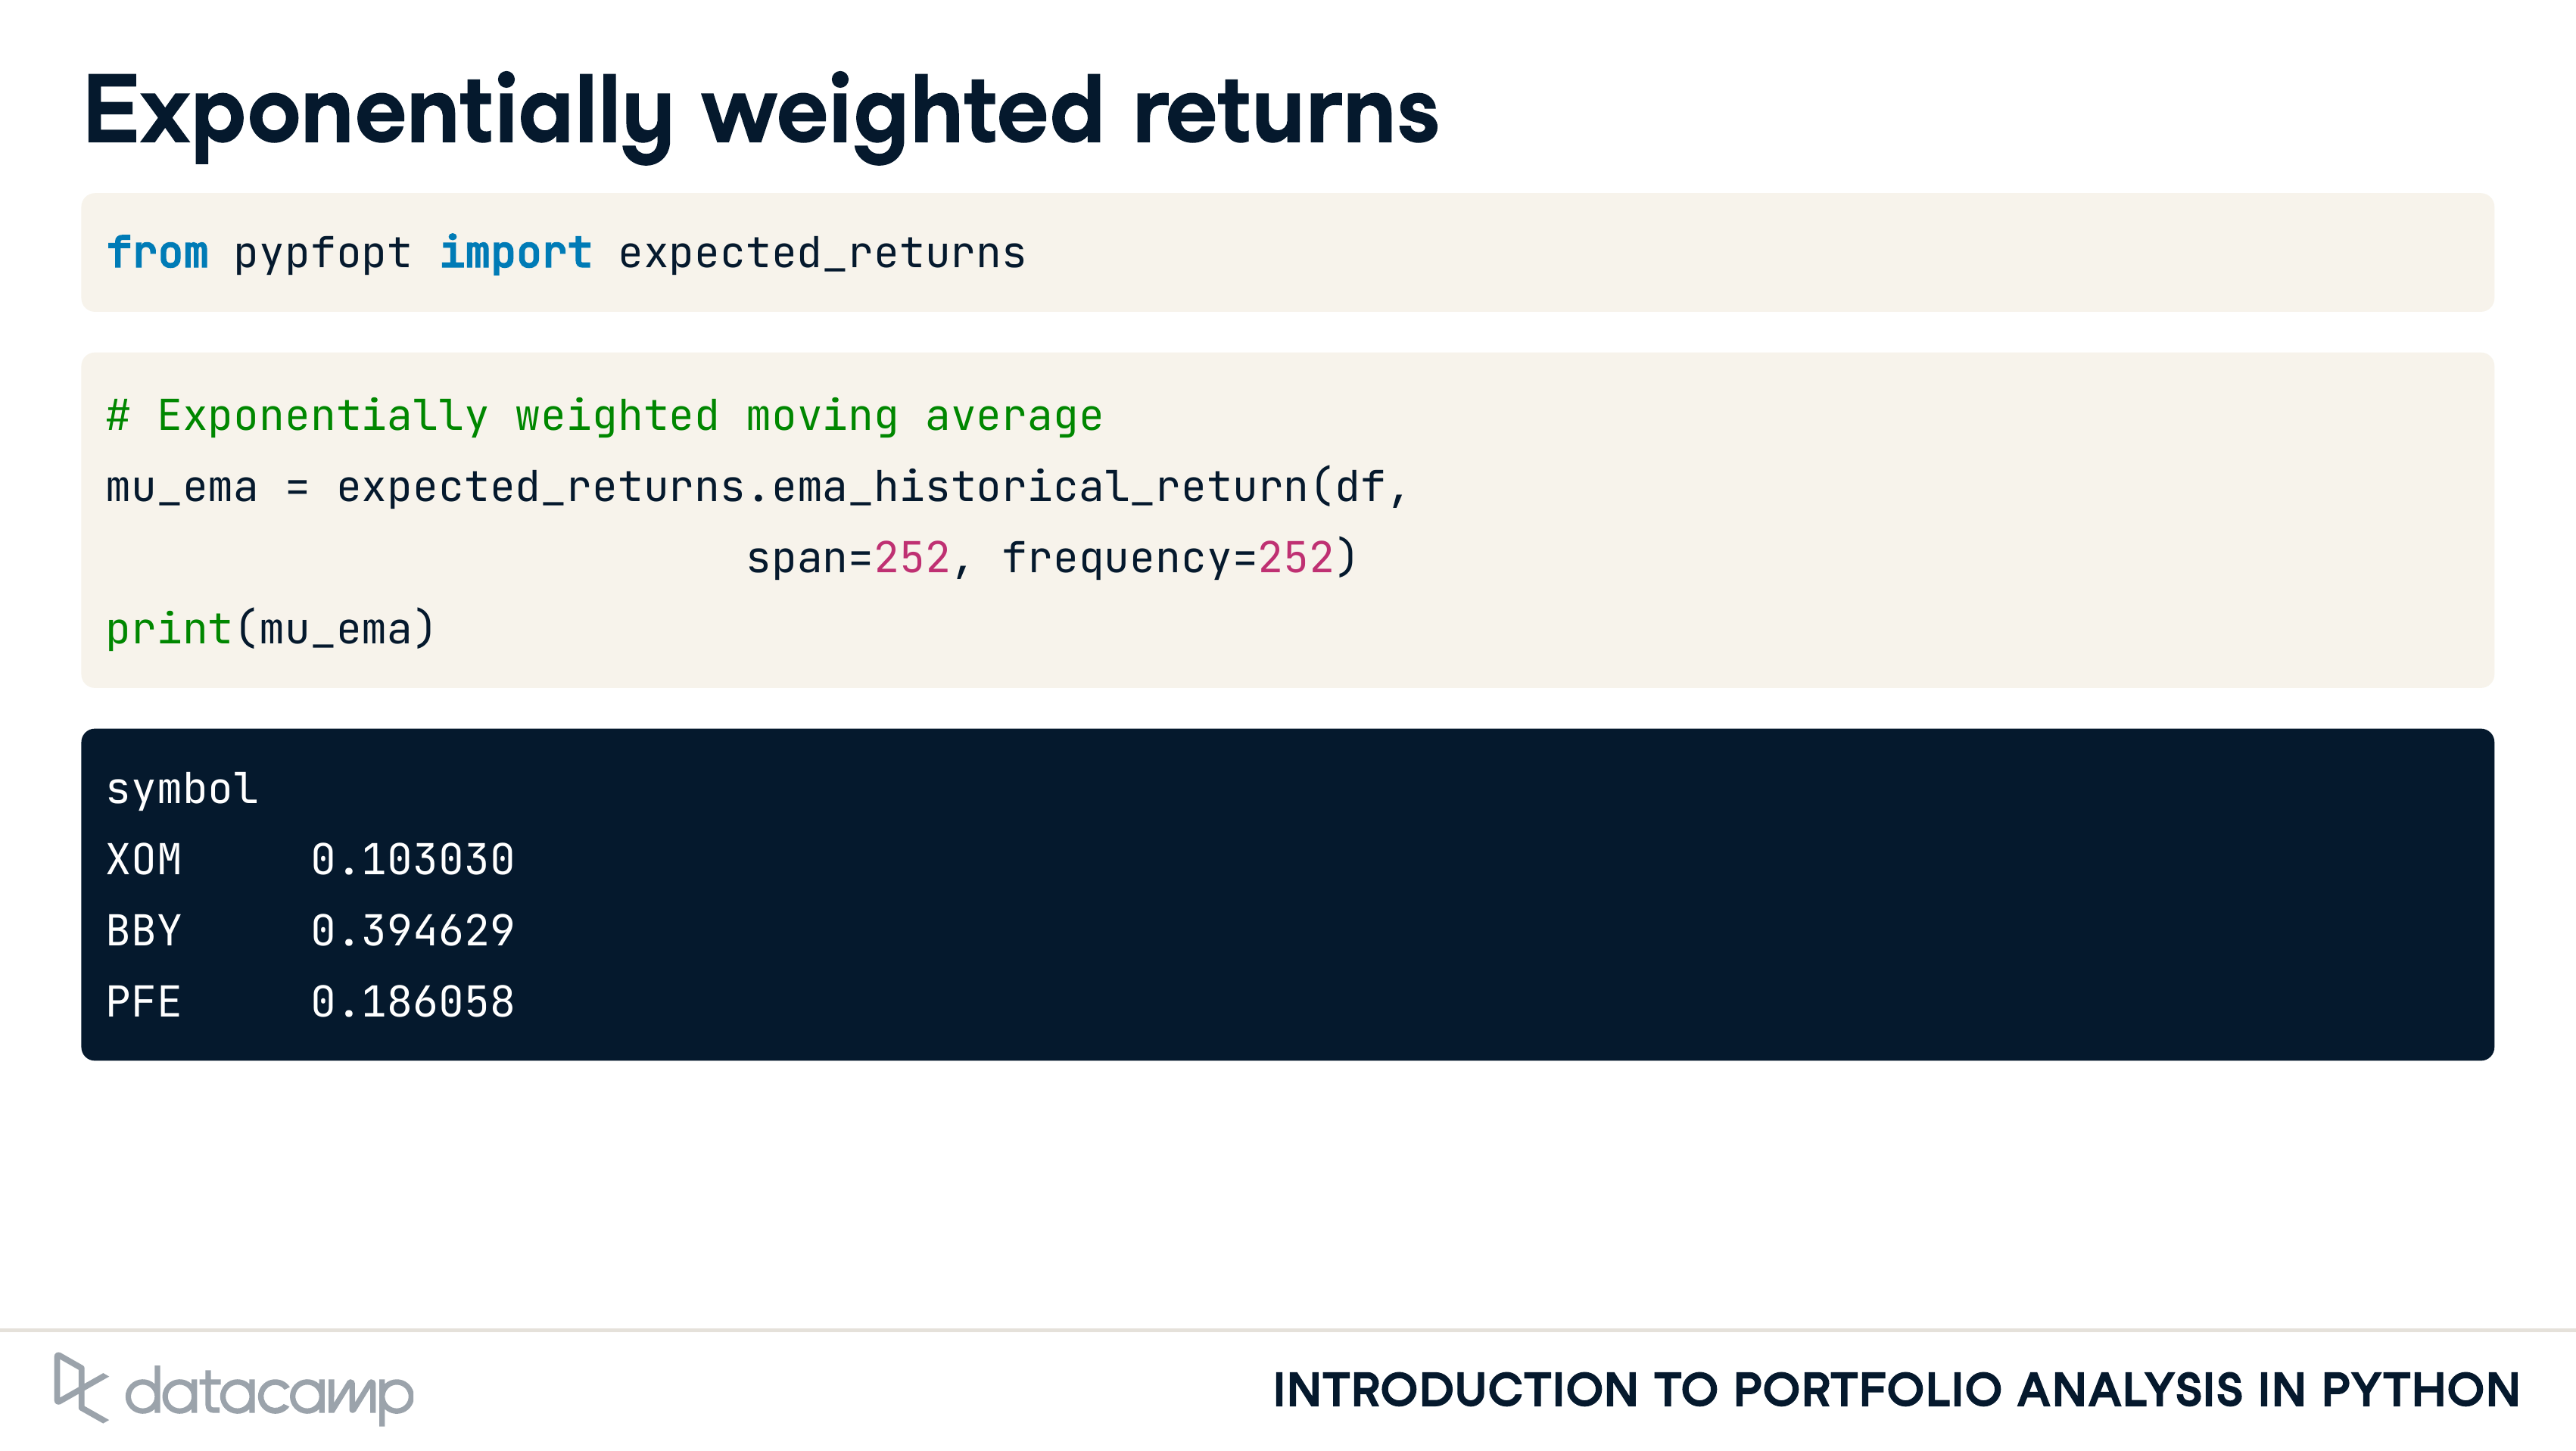 Exponentially weighted returns
from pypfopt import expected_returns
# Exponentially weighted moving average
mu_ema = expected_returns.ema_historical_return(df,
                         span=252, frequency=252)
print(mu_ema)
symbol
XOM     0.103030
BBY     0.394629
PFE     0.186058
datacamp
INTRODUCTION TO PORTFOLIO ANALYSIS IN PYTHON